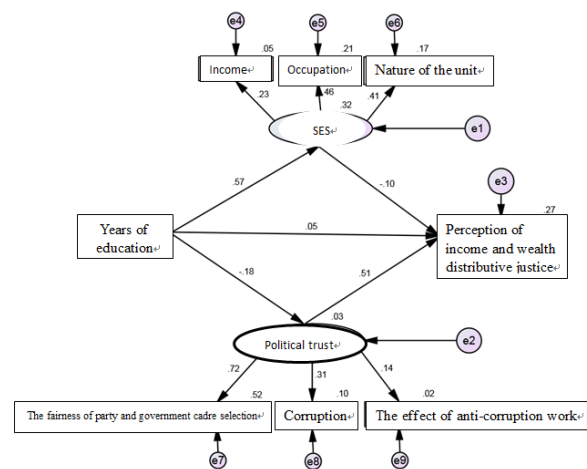 e4
e5
e6
.05
.21
.17
Income
Occupation
Nature of the unit
.23
.46
.32
.41
SES
e1
.57
-.10
e3
.27
Years of
education
.05
Perception of
income and wealth
distributive justice
-.18
.51
.03
Political trust
e2
.72
.31
.14
.52
.10
.02
The fairness of party and government cadre selection
Corruption
The effect of anti-corruption work
e7
e8
e9